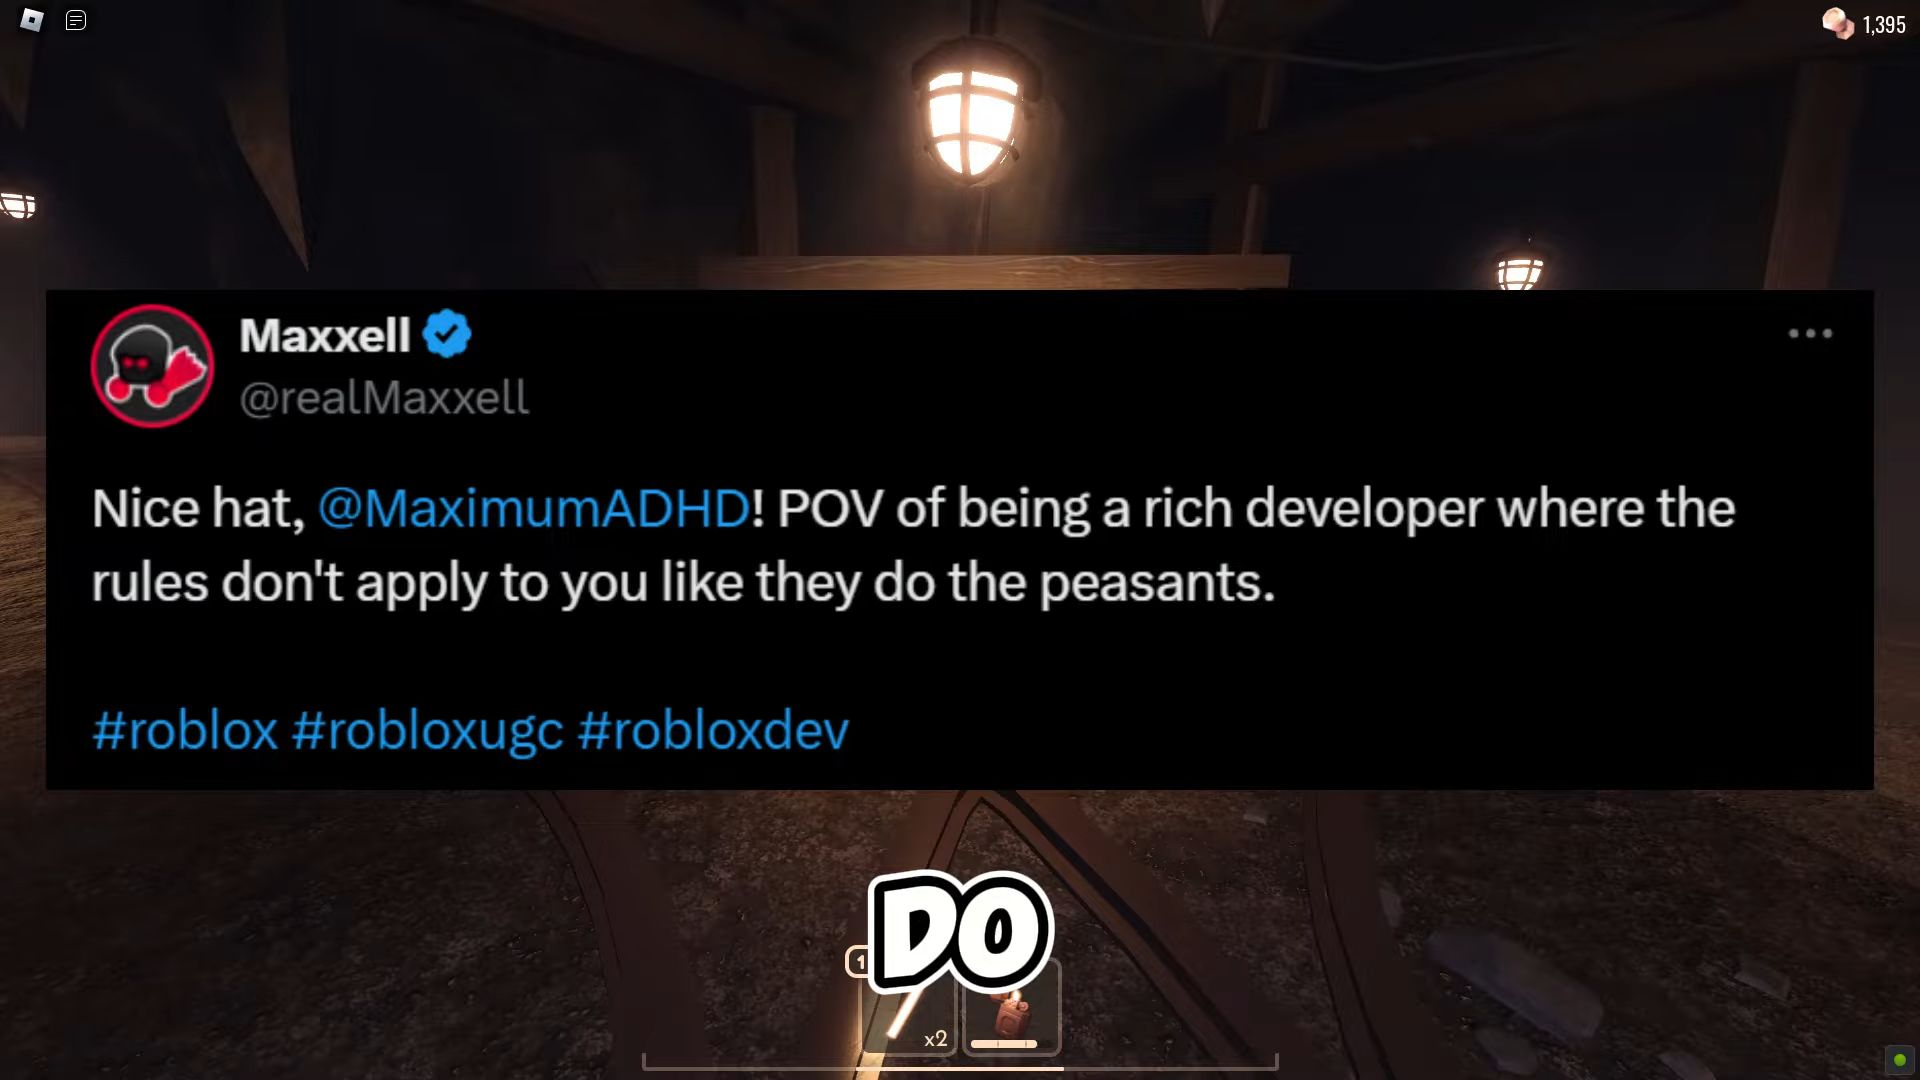 1,395
Maxxell
@realMaxxell
Nice hat, @MaximumADHD! POV of being a rich developer where the
rules don't apply to you like they do the peasants.
#roblox #robloxugc #robloxdev
DO
1
x2